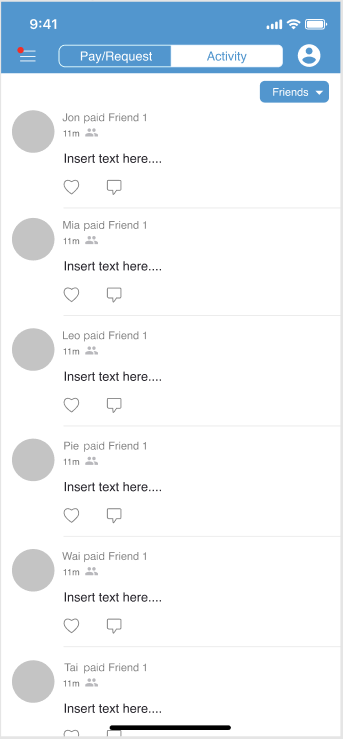 9:41
Pay/Request Activity
Friends
Jon paid Friend 1
11m
Insert text here....
Mia paid Friend 1
11m
Insert text here....
Leo paid Friend 1
11m
Insert text here....
Pie paid Friend 1
11m
Insert text here....
Wai paid Friend 1
11m
Insert text here....
Tai paid Friend 1
11m
Insert text here....